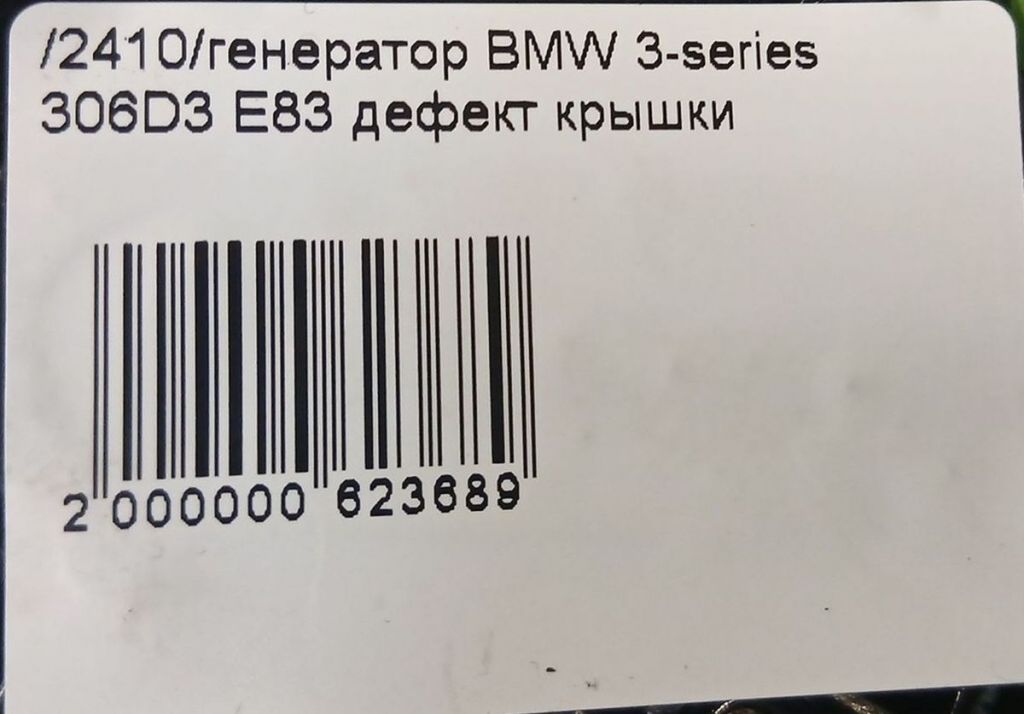 /2410/генератор BMW 3-series
306D3 E83 дефект крышки
2 000000 623689